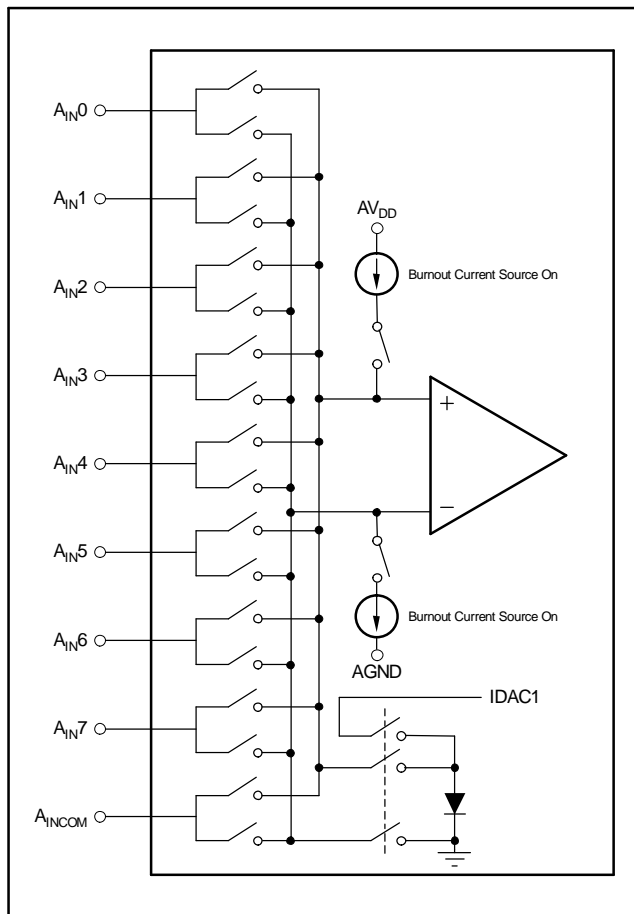 AIN0
AIN1
AVDD
Burnout Current Source On
AIN2
AIN3
+
AIN4
−
AIN5
Burnout Current Source On
AIN6
AGND
IDAC1
AIN7
AINCOM